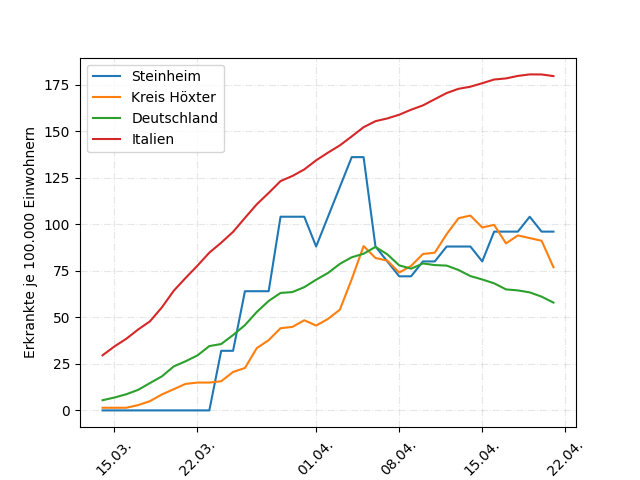 Steinheim
Kreis Höxter
Deutschland
Italien
Erkrankte je 100.000 Einwohnern
175
150
125
100
75
50
25
0
15.03.
22.03.
01.04.
08.04.
15.04.
22.04.